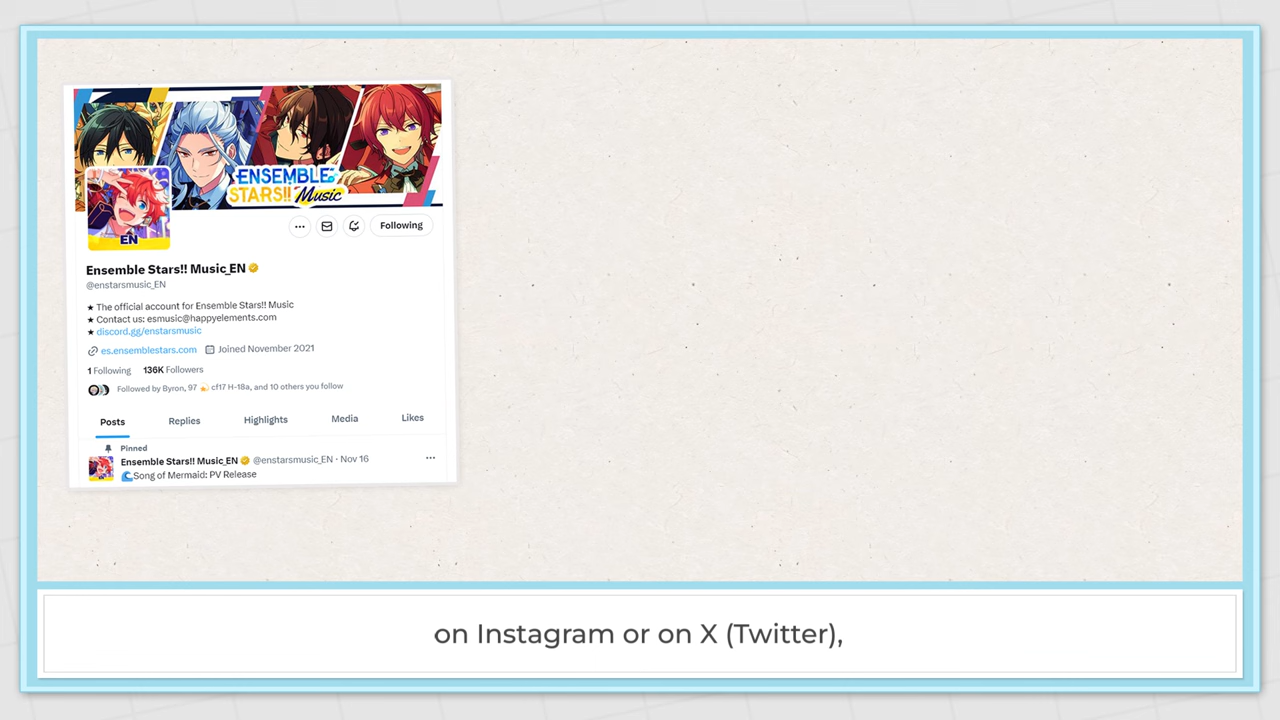 ENSEMBLE
STARS!! Music
EN
Following
Ensemble Stars!! Music_EN
@enstarsmusic_EN
★ The official account for Ensemble Stars!! Music
★ Contact us: esmusic@happyelements.com
★ discord.gg/enstarsmusic
es.ensemblestars.com Joined November 2021
1 Following 136K Followers
Followed by Byron, 97 💫 cf17 H-18a, and 10 others you follow
Posts Replies Highlights Media Likes
Pinned
Ensemble Stars!! Music_EN @enstarsmusic_EN · Nov 16
🌊Song of Mermaid: PV Release
on Instagram or on X (Twitter),